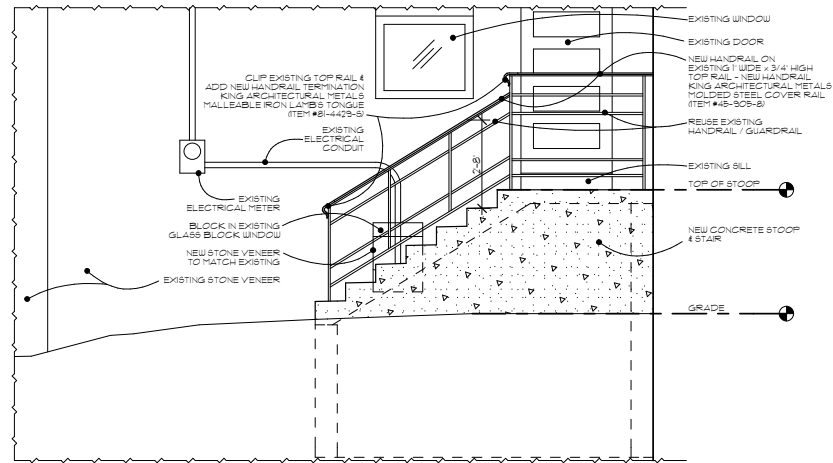 EXISTING WINDOW
EXISTING DOOR
NEW HANDRAIL ON
EXISTING 1" WIDE x 3/4" HIGH
TOP RAIL - NEW HANDRAIL
KING ARCHITECTURAL METALS
MOLDED STEEL COVER RAIL
(ITEM #45-905-8)
REUSE EXISTING
HANDRAIL / GUARDRAIL
EXISTING SILL
TOP OF STOOP
NEW CONCRETE STOOP
& STAIR
GRADE
CLIP EXISTING TOP RAIL &
ADD NEW HANDRAIL TERMINATION
KING ARCHITECTURAL METALS
MALLEABLE IRON LAMB'S TONGUE
(ITEM #81-4429-S)
EXISTING
ELECTRICAL
CONDUIT
2'-8"
EXISTING
ELECTRICAL METER
BLOCK IN EXISTING
GLASS BLOCK WINDOW
NEW STONE VENEER
TO MATCH EXISTING
EXISTING STONE VENEER